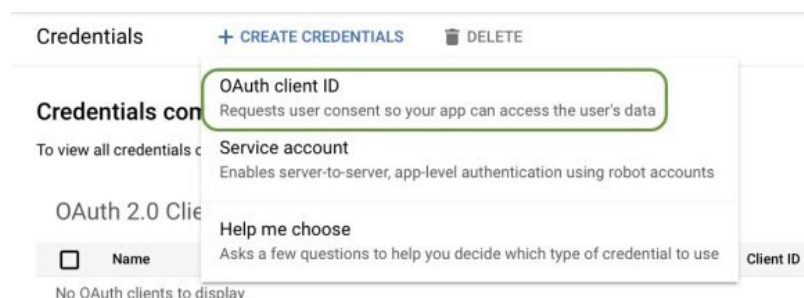 Credentials + CREATE CREDENTIALS DELETE
OAuth client ID
Requests user consent so your app can access the user's data
Credentials con
To view all credentials c
Service account
Enables server-to-server, app-level authentication using robot accounts
OAuth 2.0 Clie
Help me choose
Asks a few questions to help you decide which type of credential to use
Name Client ID
No OAuth clients to display